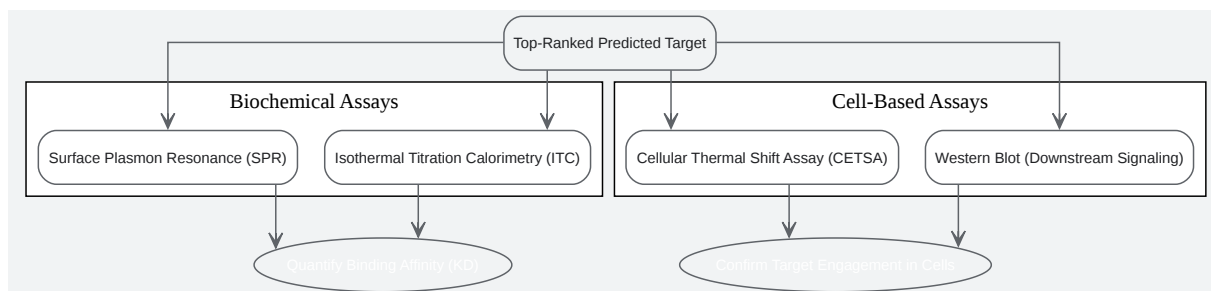 Top-Ranked Predicted Target
Biochemical Assays
Cell-Based Assays
Surface Plasmon Resonance (SPR)
Isothermal Titration Calorimetry (ITC)
Cellular Thermal Shift Assay (CETSA)
Western Blot (Downstream Signaling)
Quantify Binding Affinity (KD)
Confirm Target Engagement in Cells